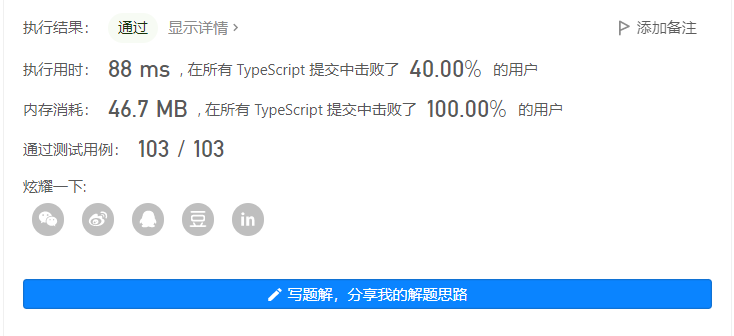 执行结果： 通过 显示详情 > 添加备注
执行用时： 88 ms , 在所有 TypeScript 提交中击败了 40.00% 的用户
内存消耗： 46.7 MB , 在所有 TypeScript 提交中击败了 100.00% 的用户
通过测试用例： 103 / 103
炫耀一下:
豆 in
写题解，分享我的解题思路